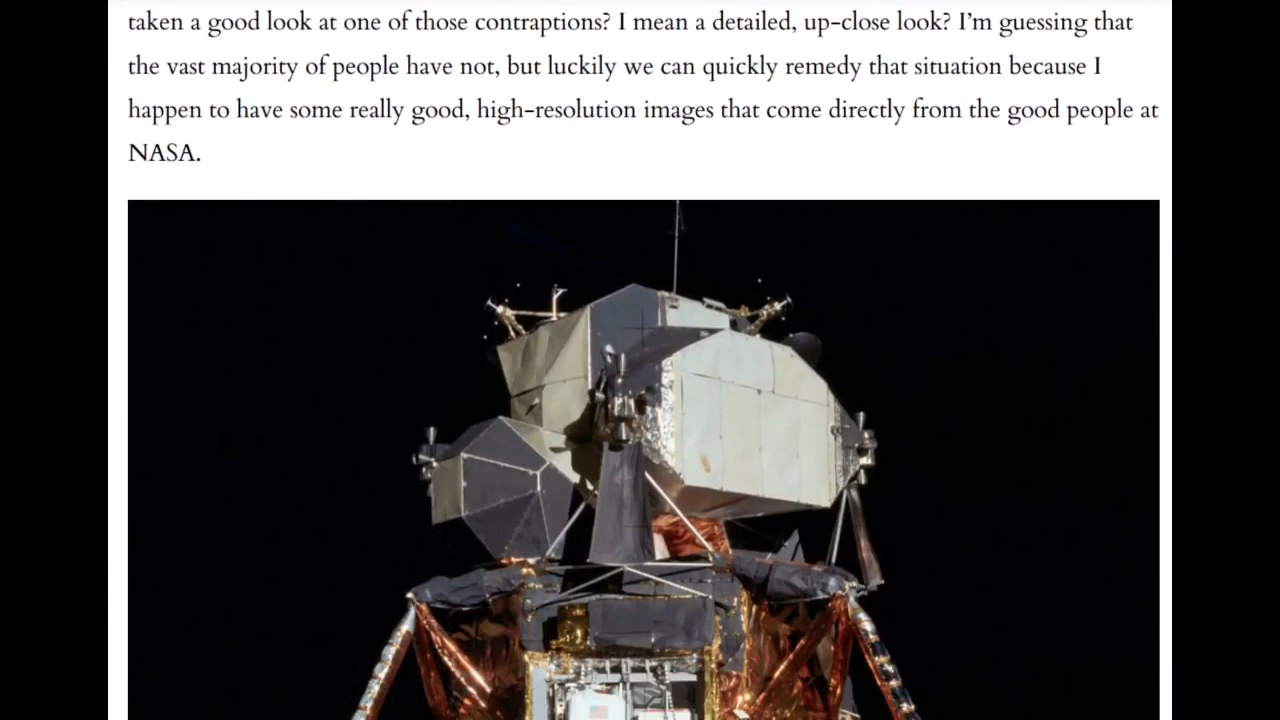 taken a good look at one of those contraptions? I mean a detailed, up-close look? I’m guessing that
the vast majority of people have not, but luckily we can quickly remedy that situation because I
happen to have some really good, high-resolution images that come directly from the good people at
NASA.